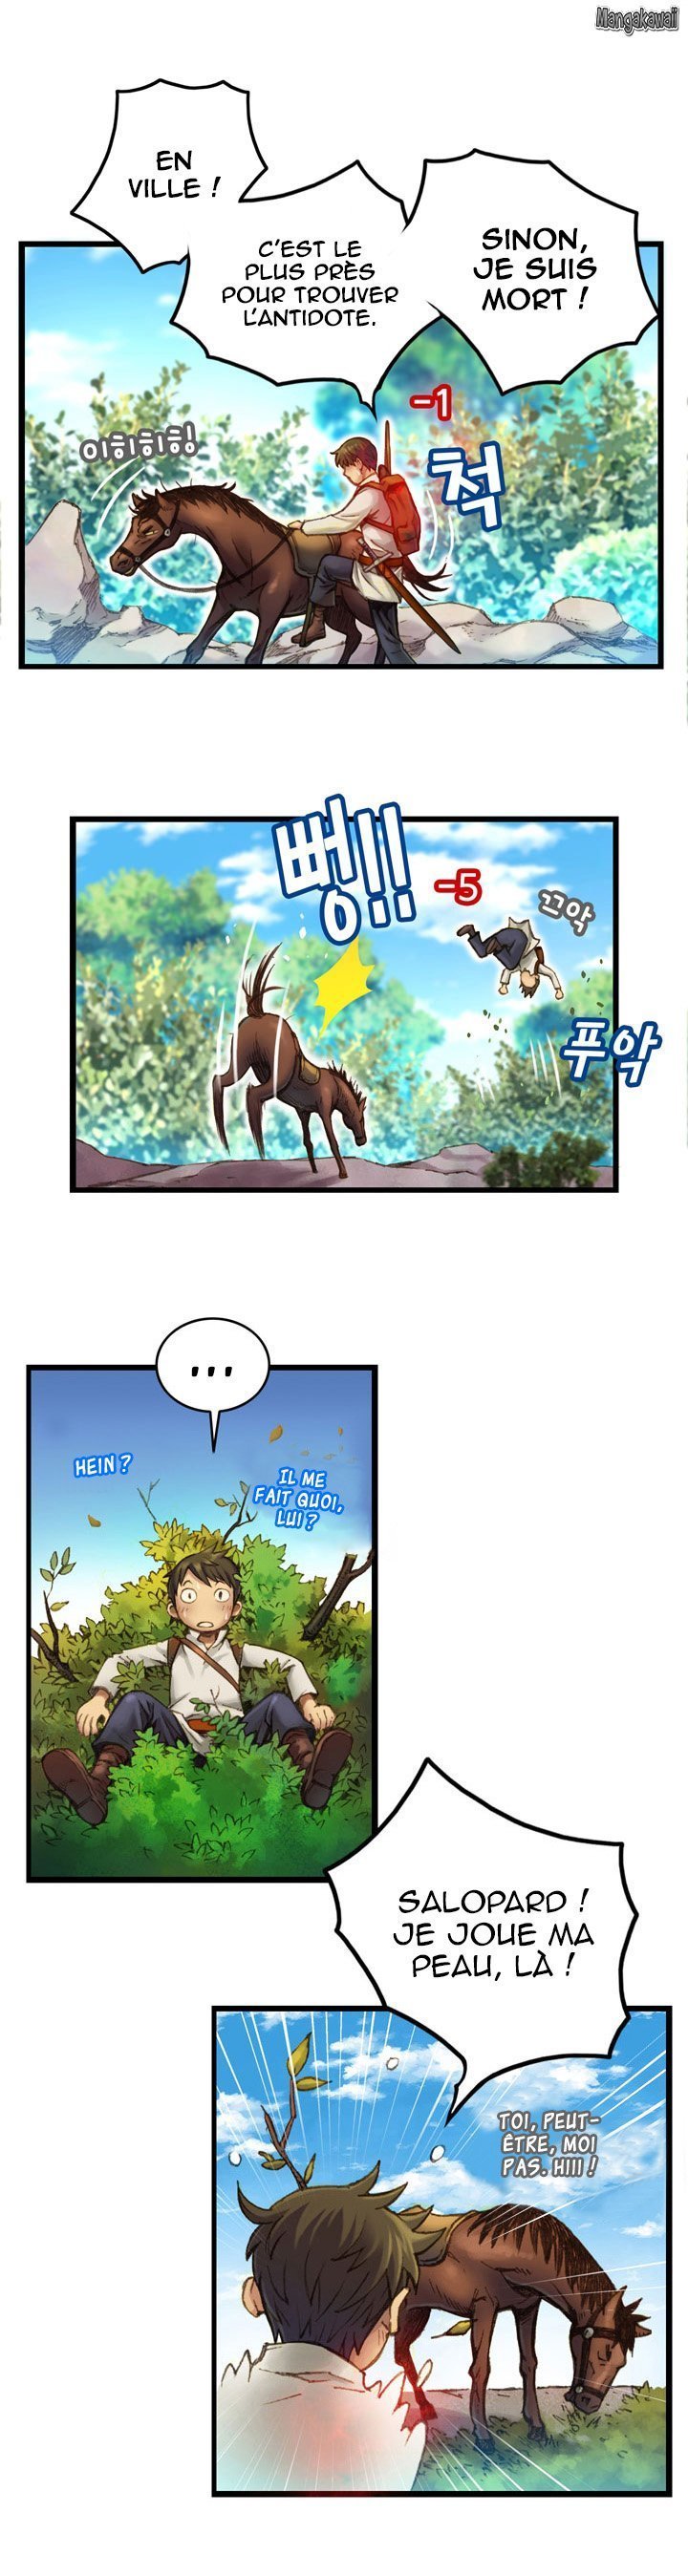 Mangakawaii
EN
VILLE !
C'EST LE
PLUS PRÈS
POUR TROUVER
L'ANTIDOTE.
SINON,
JE SUIS
MORT !
-1
이히히힝!
척
뻥!!
-5
끄악
푸악
...
HEIN ?
IL ME
FAIT QUOI,
LUI ?
SALOPARD !
JE JOUE MA
PEAU, LÀ !
TOI, PEUT-
ÊTRE, MOI
PAS. HIII !